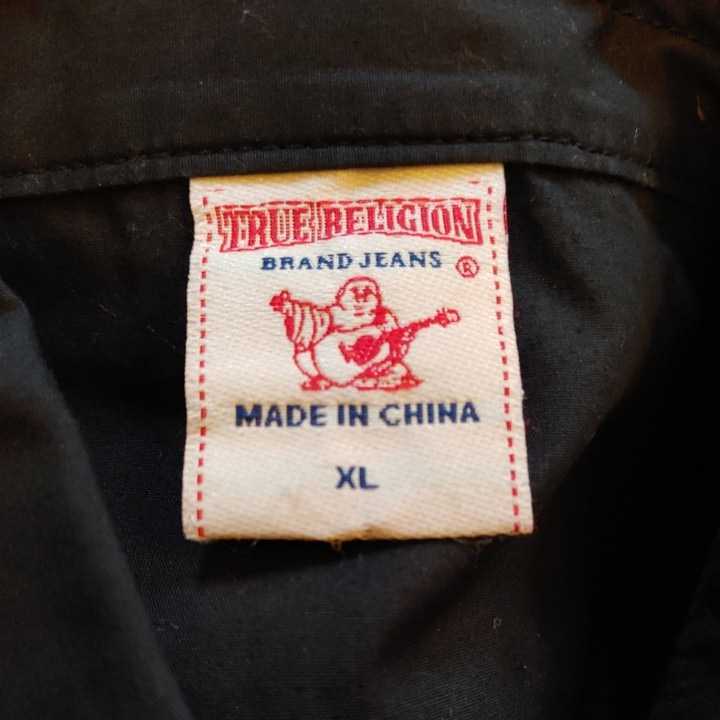 TRUE RELIGION
BRAND JEANS ®
MADE IN CHINA
XL